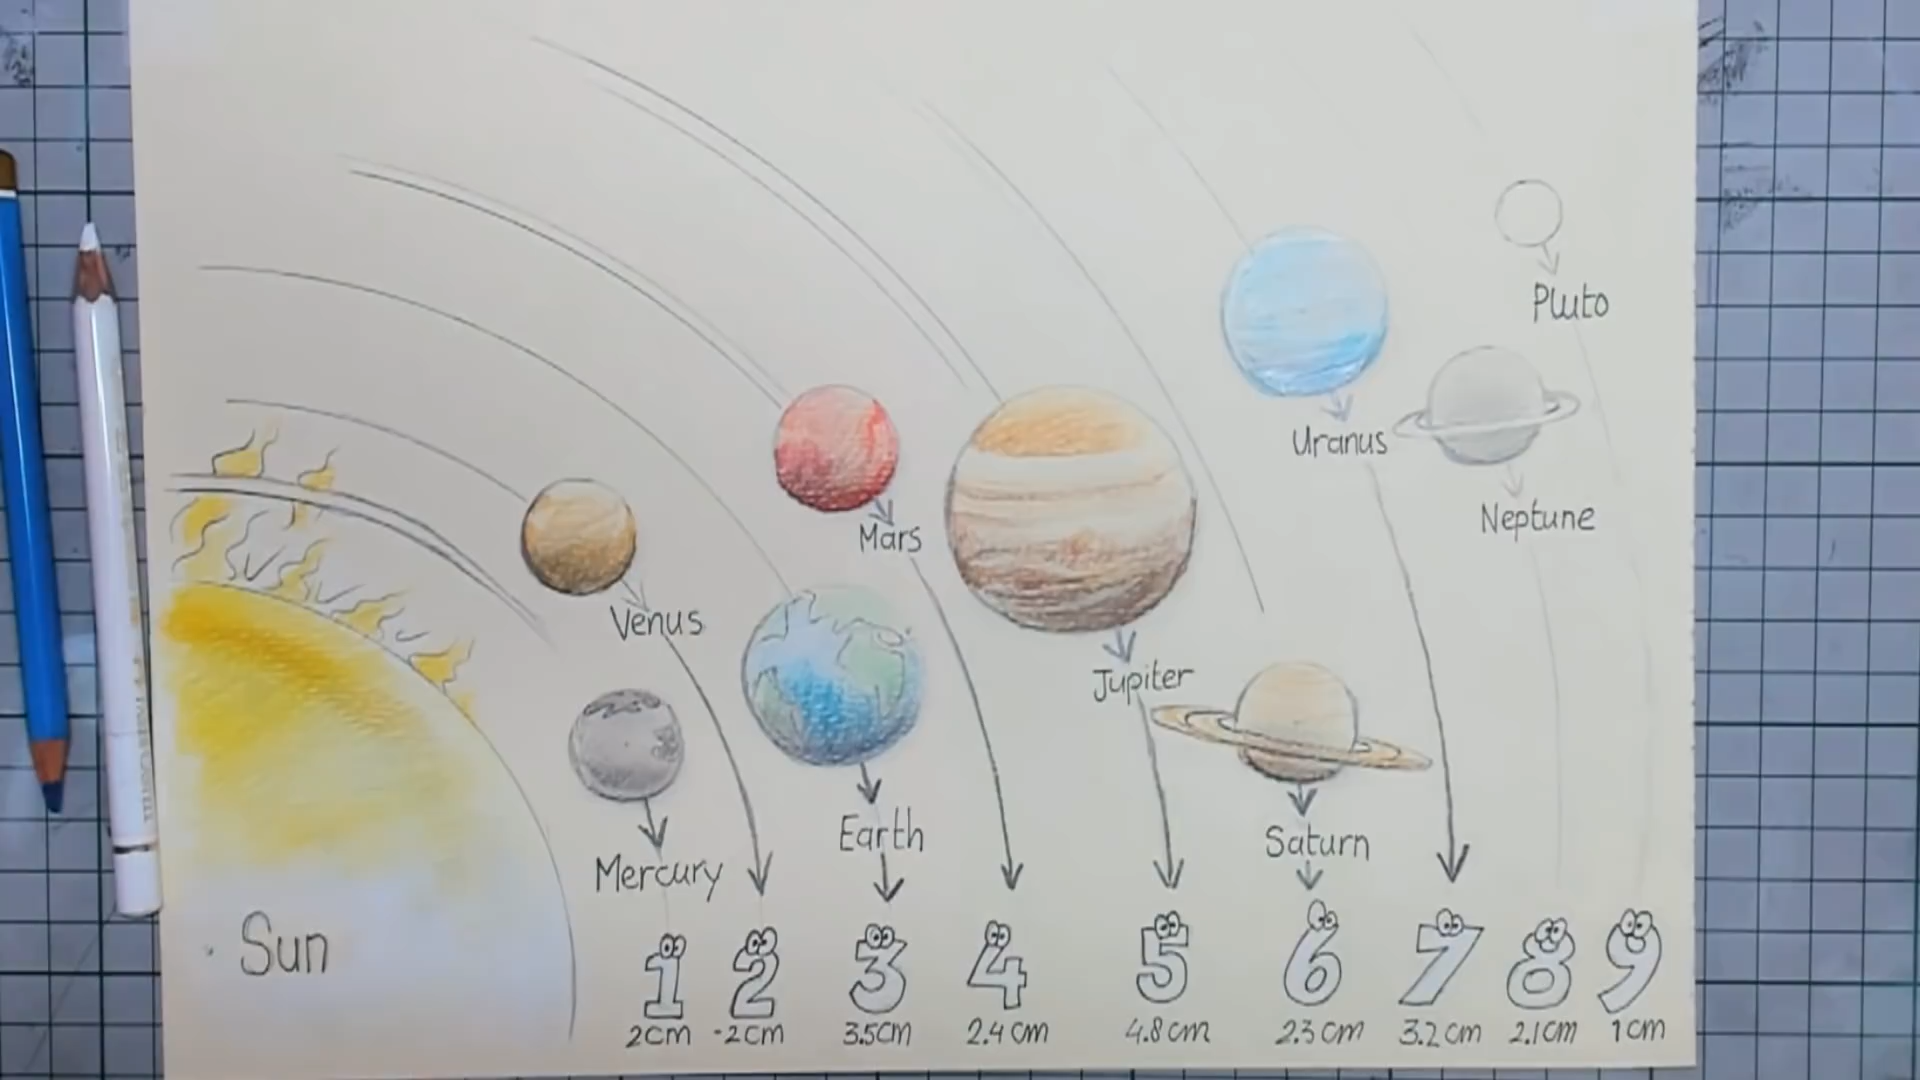 Pluto
Uranus
Neptune
Mars
Venus
Jupiter
Earth
Saturn
Mercury
Sun
1 2 3 4 5 6 7 8 9
2cm -2cm 3.5cm 2.4cm 4.8cm 2.3cm 3.2cm 2.1cm 1cm